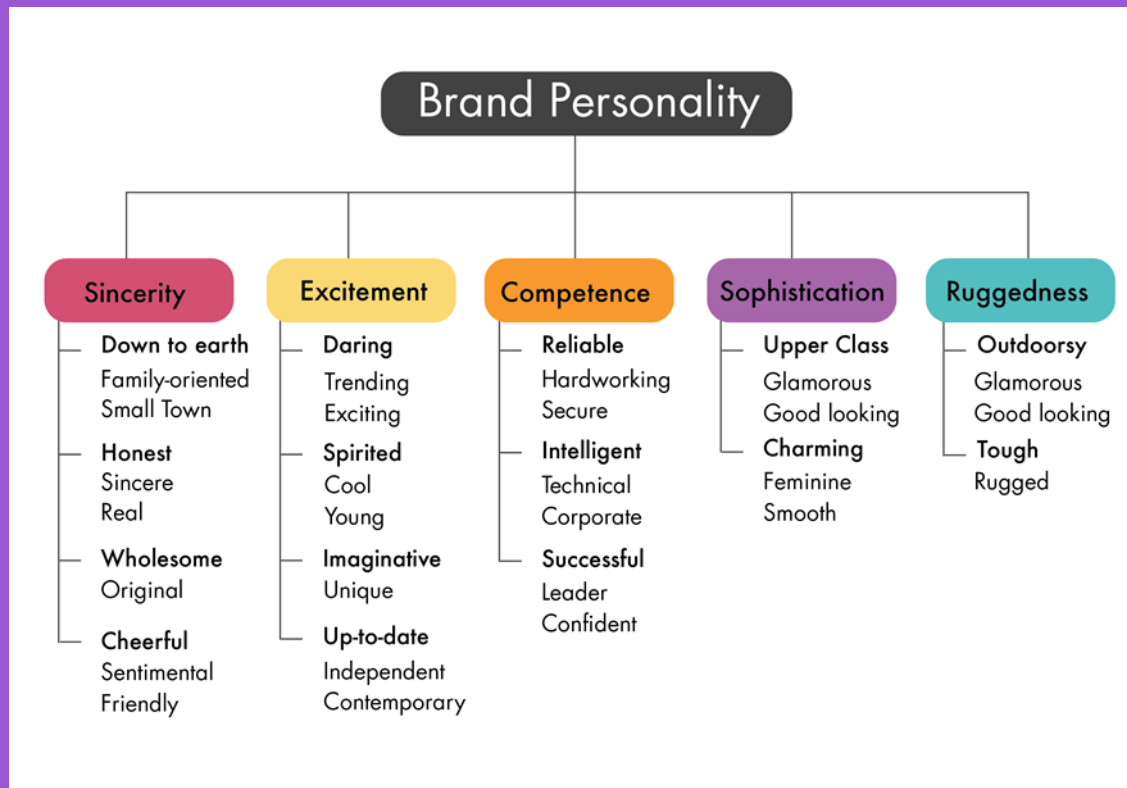 Brand Personality
Sincerity
Down to earth
Family-oriented
Small Town
Honest
Sincere
Real
Wholesome
Original
Cheerful
Sentimental
Friendly
Excitement
Daring
Trending
Exciting
Spirited
Cool
Young
Imaginative
Unique
Up-to-date
Independent
Contemporary
Competence
Reliable
Hardworking
Secure
Intelligent
Technical
Corporate
Successful
Leader
Confident
Sophistication
Upper Class
Glamorous
Good looking
Charming
Feminine
Smooth
Ruggedness
Outdoorsy
Glamorous
Good looking
Tough
Rugged